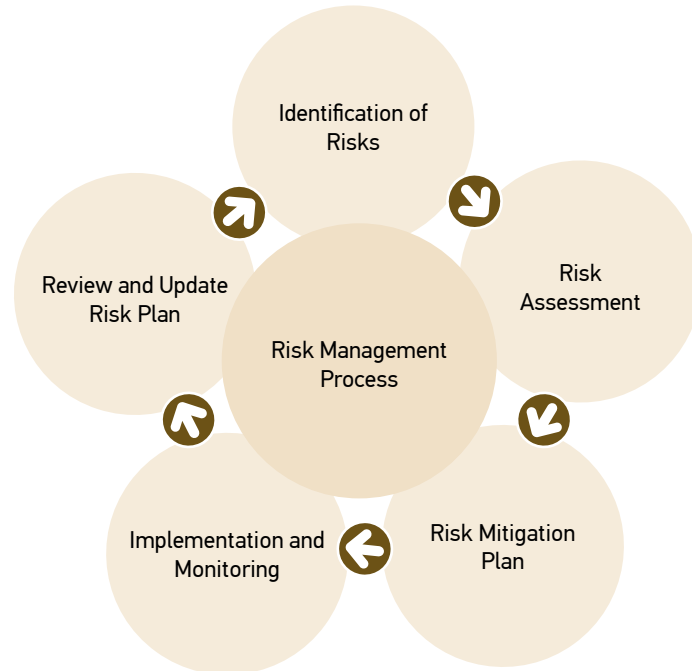 Identification of
Risks
Risk
Assessment
Risk Mitigation
Plan
Implementation and
Monitoring
Review and Update
Risk Plan
Risk Management
Process